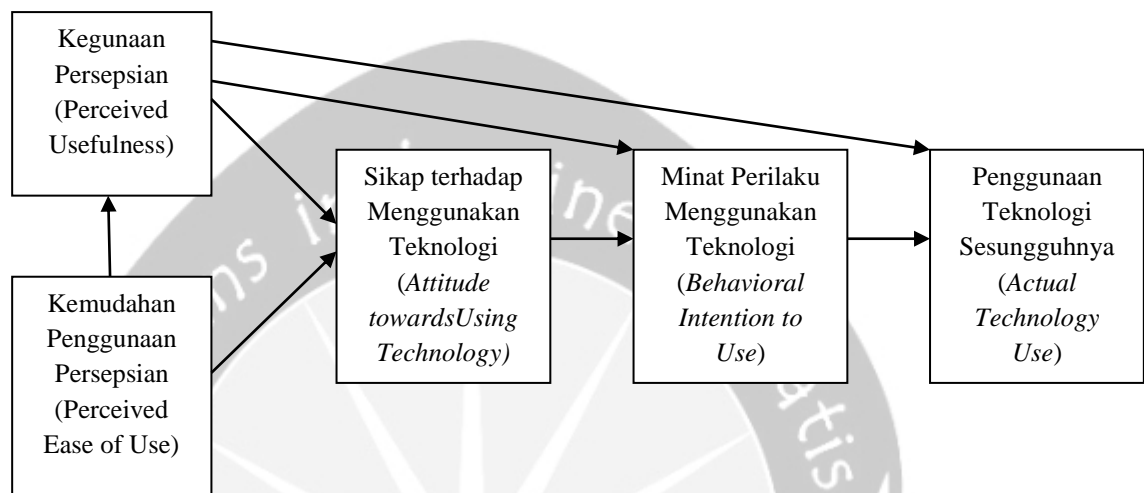 Kegunaan
Persepsian
(Perceived
Usefulness)
Kemudahan
Penggunaan
Persepsian
(Perceived
Ease of Use)
Sikap terhadap
Menggunakan
Teknologi
(Attitude
towardsUsing
Technology)
Minat Perilaku
Menggunakan
Teknologi
(Behavioral
Intention to
Use)
Penggunaan
Teknologi
Sesungguhnya
(Actual
Technology
Use)